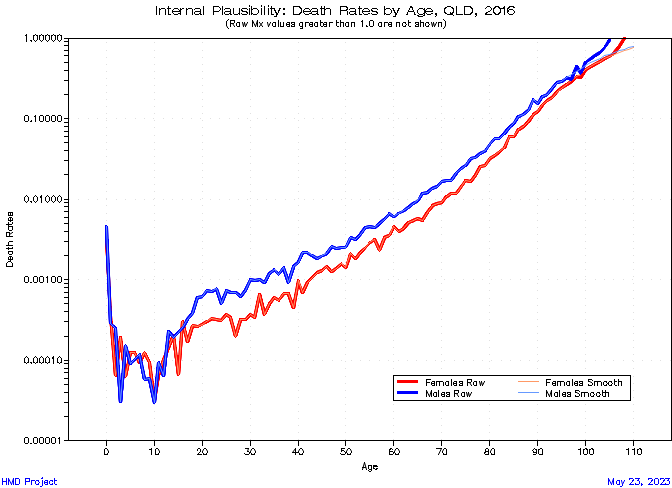 Internal Plausibility: Death Rates by Age, QLD, 2016
(Raw Mx values greater than 1.0 are not shown)
1.00000
0.10000
0.01000
0.00100
0.00010
0.00001
Death Rates
0 10 20 30 40 50 60 70 80 90 100 110
Age
Females Raw Females Smooth
Males Raw Males Smooth
HMD Project May 23, 2023